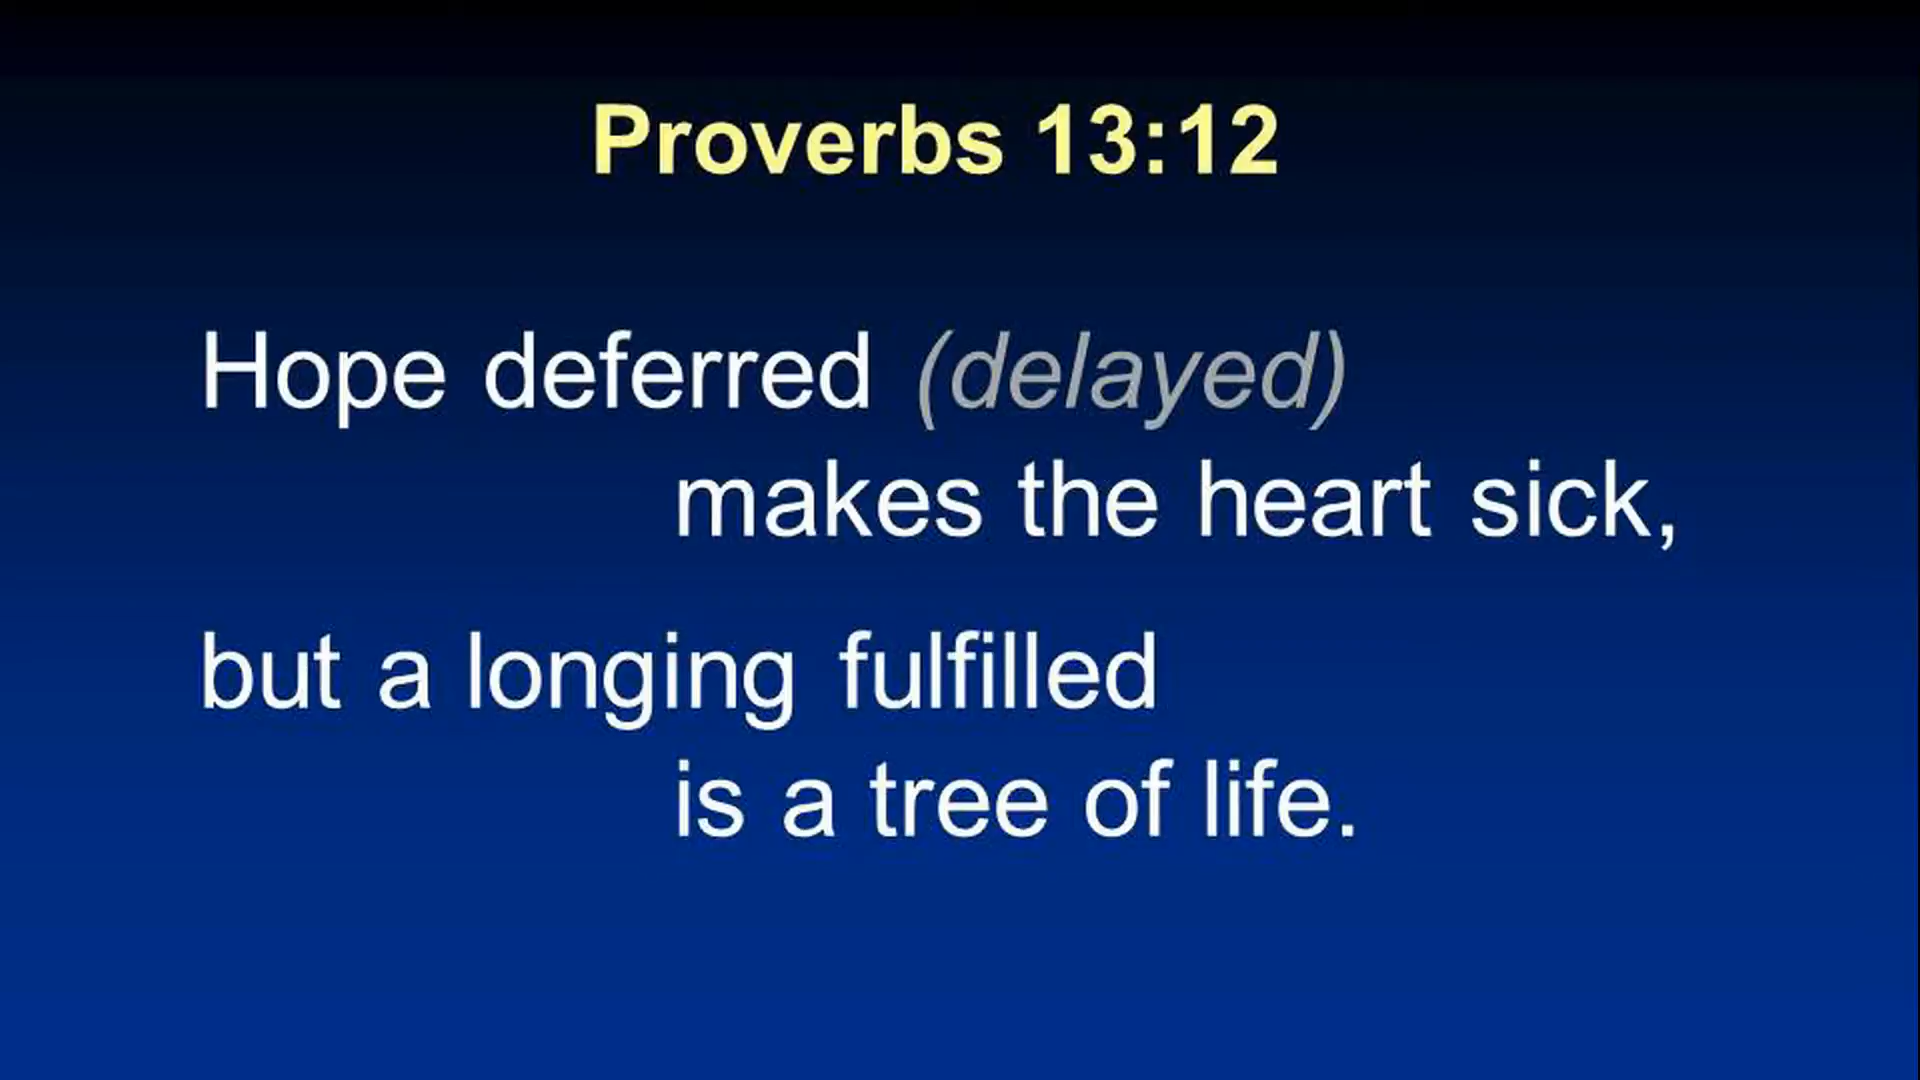 Proverbs 13:12
Hope deferred (delayed)
makes the heart sick,
but a longing fulfilled
is a tree of life.